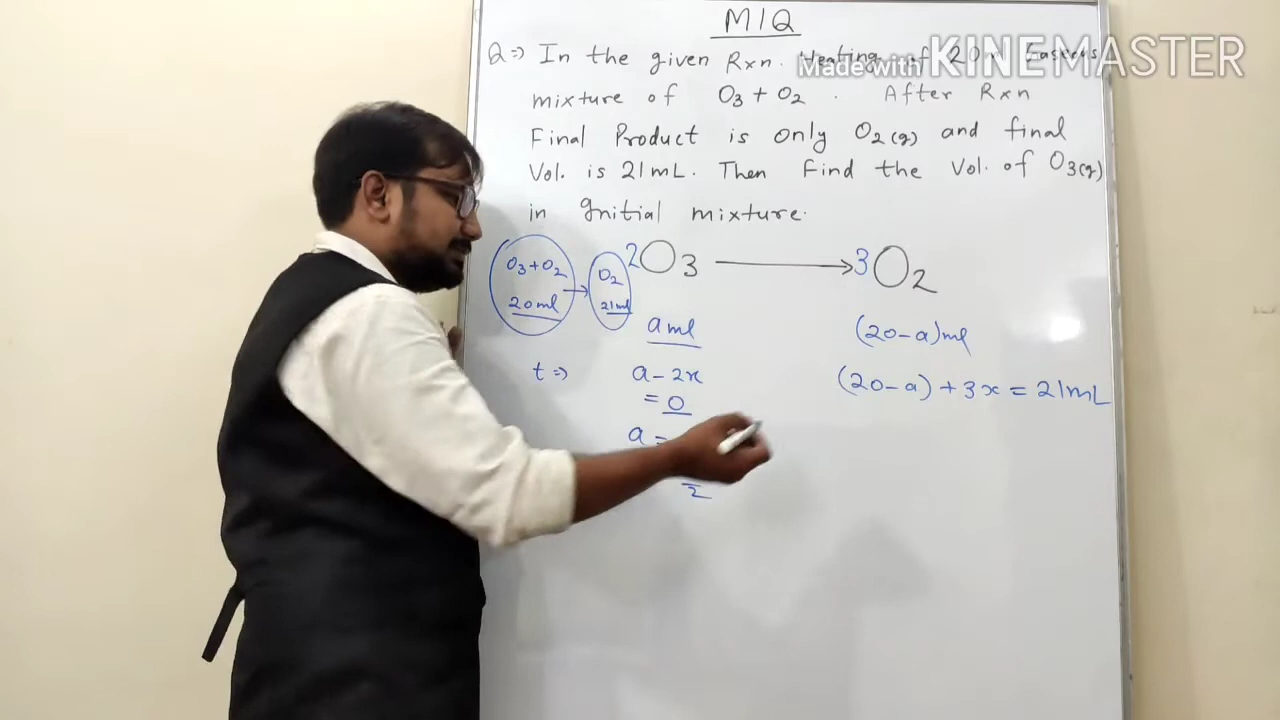 MIQ
Q⇒ In the given Rxn. Heating of 20
Made with KINEMASTER
mixture of O3 + O2 . After Rxn
Final Product is only O2(g) and final
Vol. is 21mL. Then Find the Vol. of O3(g)
in Initial mixture.
O3+O2
20ml
→
O2
21ml
2O3 → 3O2
a ml (20-a)ml
t ⇒ a - 2x (20-a) + 3x = 21mL
= 0
a =
2